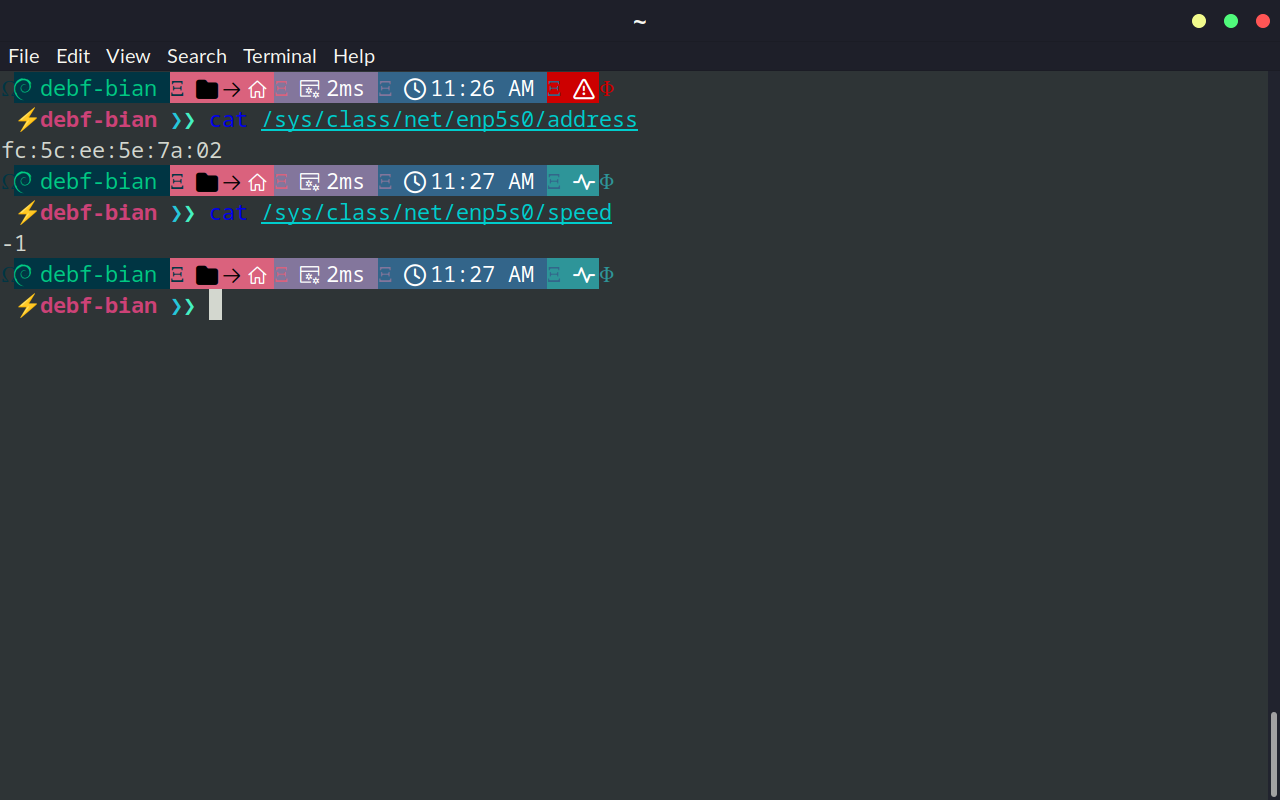 ~
File Edit View Search Terminal Help
debf-bian Ξ → Ξ 2ms Ξ 11:26 AM Ξ Φ
⚡debf-bian ❯❯ cat /sys/class/net/enp5s0/address
fc:5c:ee:5e:7a:02
debf-bian Ξ → Ξ 2ms Ξ 11:27 AM Ξ Φ
⚡debf-bian ❯❯ cat /sys/class/net/enp5s0/speed
-1
debf-bian Ξ → Ξ 2ms Ξ 11:27 AM Ξ Φ
⚡debf-bian ❯❯